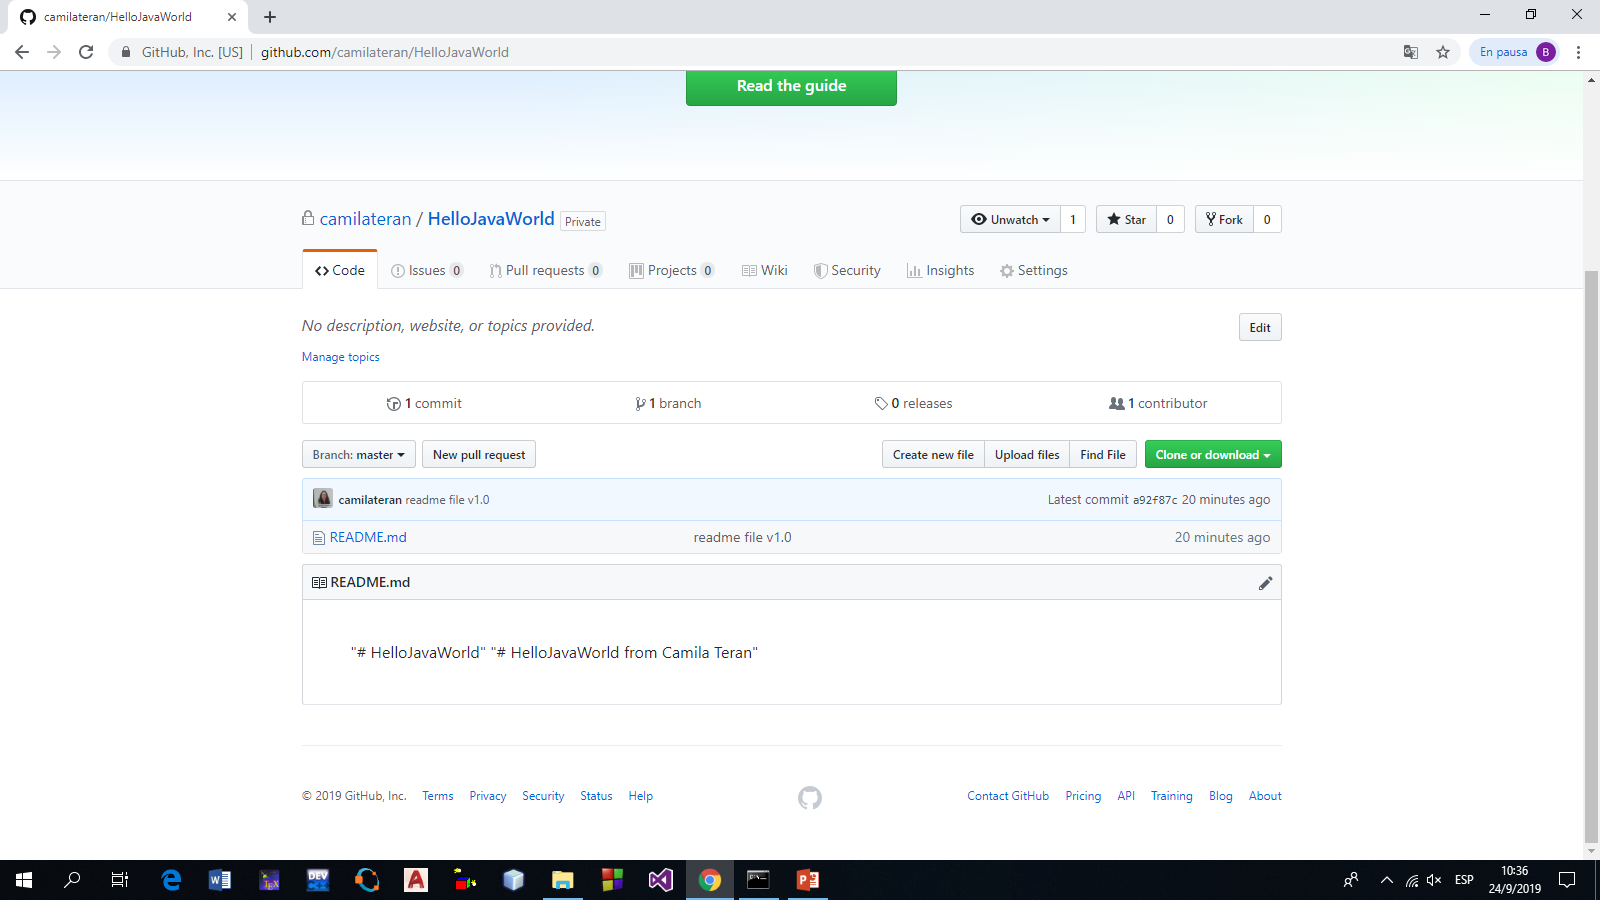 camilateran/HelloJavaWorld
GitHub, Inc. [US] github.com/camilateran/HelloJavaWorld En pausa B
Read the guide
camilateran / HelloJavaWorld Private Unwatch 1 Star 0 Fork 0
Code Issues 0 Pull requests 0 Projects 0 Wiki Security Insights Settings
No description, website, or topics provided. Edit
Manage topics
1 commit 1 branch 0 releases 1 contributor
Branch: master New pull request Create new file Upload files Find File Clone or download
camilateran readme file v1.0 Latest commit a92f87c 20 minutes ago
README.md readme file v1.0 20 minutes ago
README.md
"# HelloJavaWorld" "# HelloJavaWorld from Camila Teran"
© 2019 GitHub, Inc. Terms Privacy Security Status Help Contact GitHub Pricing API Training Blog About
ESP 10:36
24/9/2019